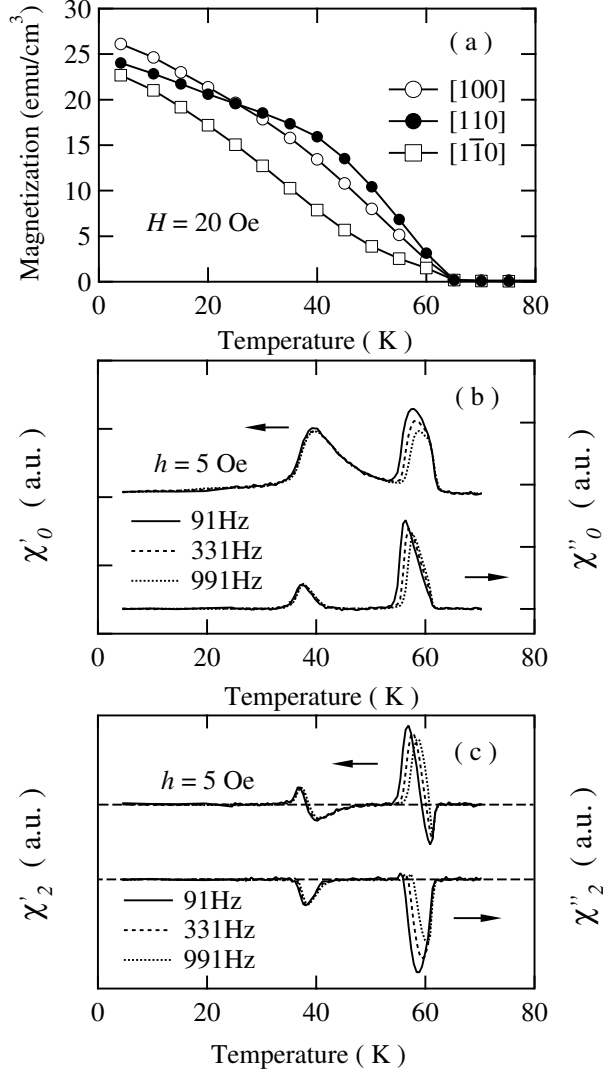 Magnetization (emu/cm³)
30
25
20
15
10
5
0
( a )
[100]
[110]
[11̅0]
H = 20 Oe
0 20 40 60 80
Temperature ( K )
( b )
h = 5 Oe
91Hz
331Hz
991Hz
χ'0 ( a.u. )
χ''0 ( a.u. )
0 20 40 60 80
Temperature ( K )
( c )
h = 5 Oe
91Hz
331Hz
991Hz
χ'2 ( a.u. )
χ''2 ( a.u. )
0 20 40 60 80
Temperature ( K )